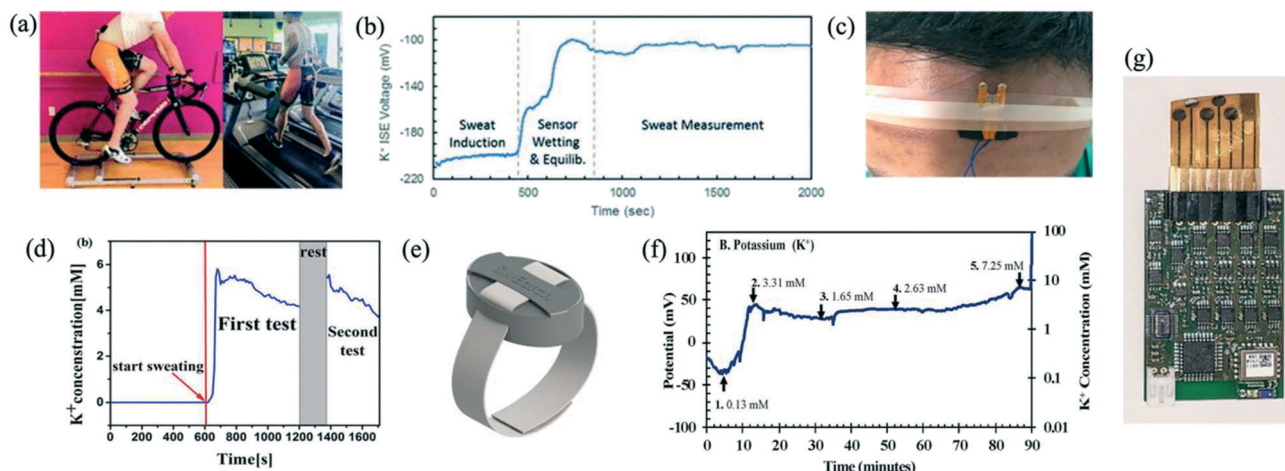 (a)
(b)
K⁺ ISE Voltage (mV)
-100
-140
-180
-220
Sweat
Induction
Sensor
Wetting
& Equilib.
Sweat Measurement
0
500
1000
1500
2000
Time (sec)
(c)
(g)
(d)
(b)
K⁺concenstration[mM]
6
4
2
0
rest
First test
Second
test
start sweating
0
200
400
600
800
1000
1200
1400
1600
Time[s]
(e)
(f)
B. Potassium (K⁺)
Potential (mV)
100
50
0
-50
-100
1. 0.13 mM
2. 3.31 mM
3. 1.65 mM
4. 2.63 mM
5. 7.25 mM
100
10
1
0.1
0.01
K⁺ Concentration (mM)
0
10
20
30
40
50
60
70
80
90
Time (minutes)